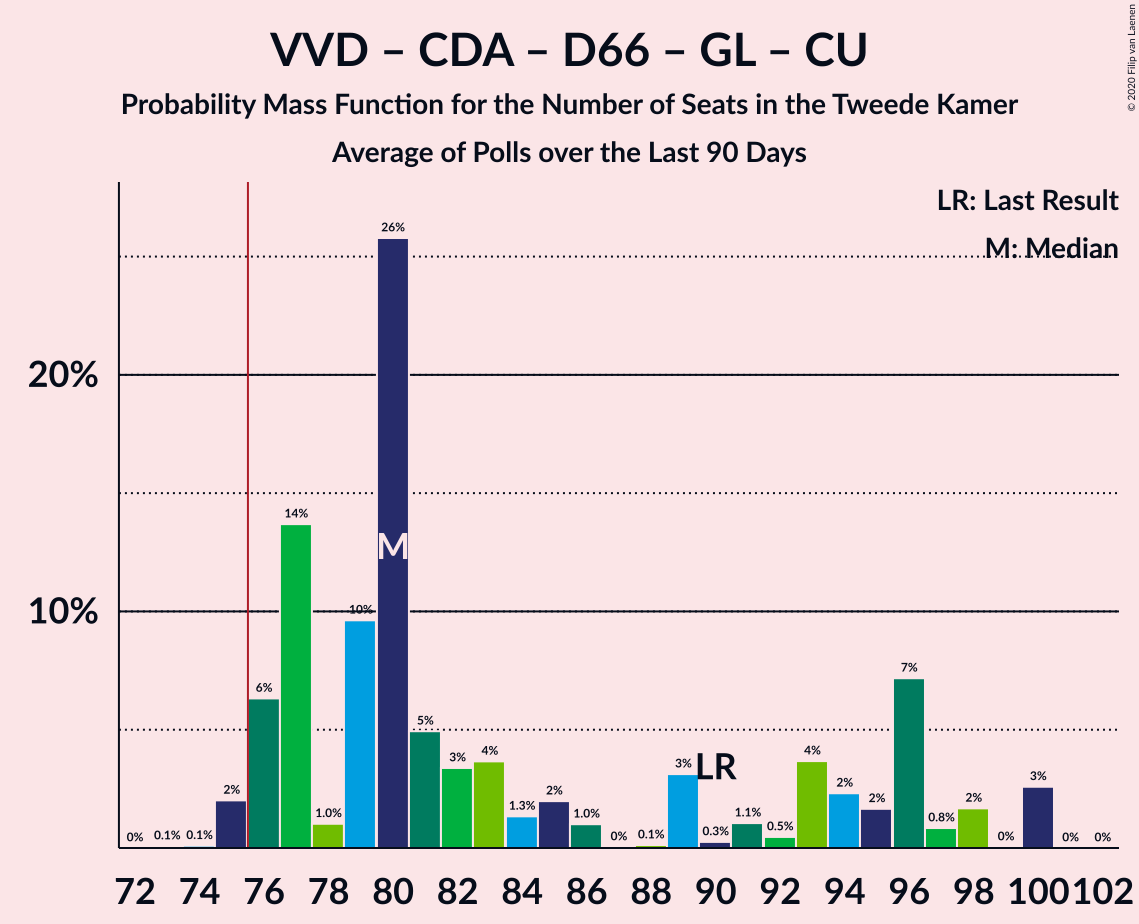 VVD – CDA – D66 – GL – CU
Probability Mass Function for the Number of Seats in the Tweede Kamer
Average of Polls over the Last 90 Days
© 2020 Filip van Laenen
LR: Last Result
M: Median
20%
10%
0% 0.1% 0.1% 2% 6% 14% 1.0% 10% 26% 5% 3% 4% 1.3% 2% 1.0% 0% 0.1% 3% 0.3% 1.1% 0.5% 4% 2% 2% 7% 0.8% 2% 0% 3% 0% 0%
M
LR
72 74 76 78 80 82 84 86 88 90 92 94 96 98 100 102